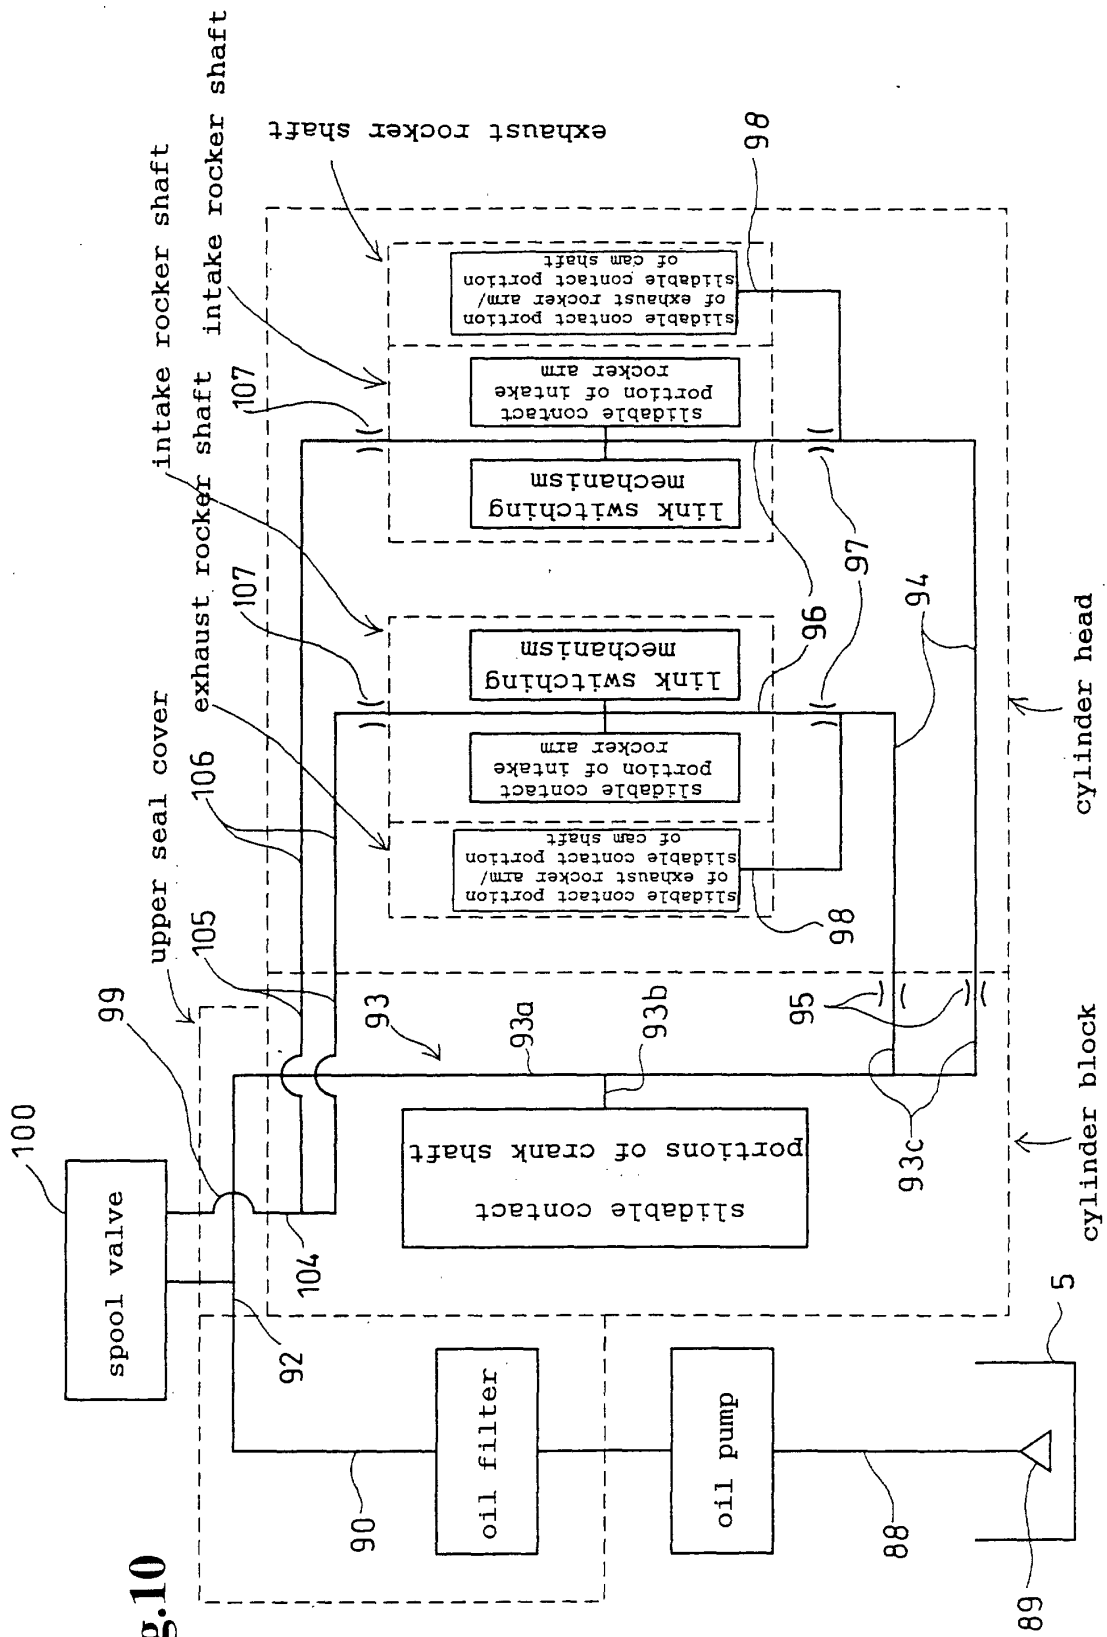 g.10
100
spool valve
99
92
90
oil filter
oil pump
88
89
5
upper seal cover
106
105
104
93
93a
93b
93c
95
slidable contact
portions of crank shaft
cylinder block
exhaust rocker shaft
intake rocker shaft
107
slidable contact portion
of exhaust rocker arm/
slidable contact portion
of cam shaft
slidable contact
portion of intake
rocker arm
link switching
mechanism
98
96
97
94
intake rocker shaft
exhaust rocker shaft
107
link switching
mechanism
slidable contact
portion of intake
rocker arm
slidable contact portion
of exhaust rocker arm/
slidable contact portion
of cam shaft
98
cylinder head